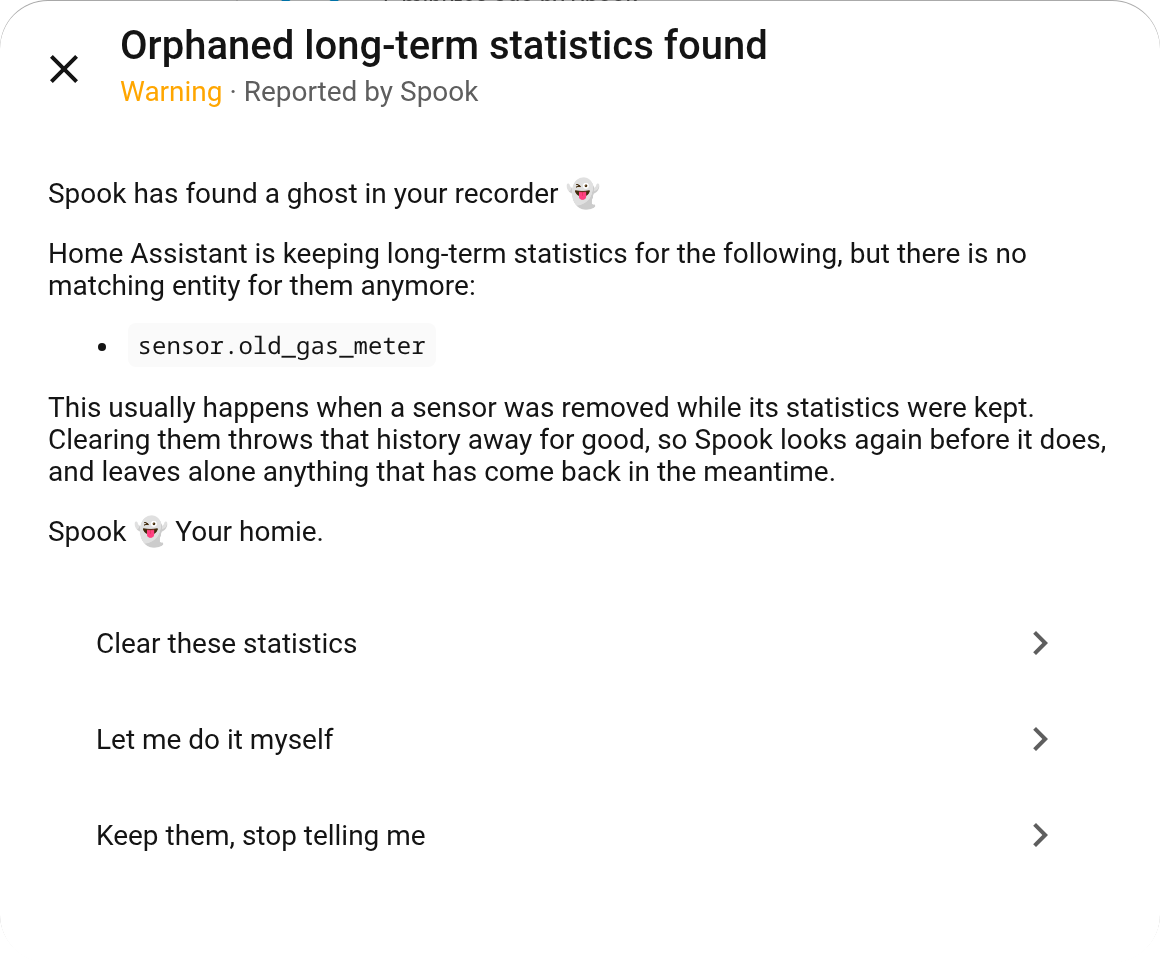 Orphaned long-term statistics found
Warning · Reported by Spook
Spook has found a ghost in your recorder 👻
Home Assistant is keeping long-term statistics for the following, but there is no
matching entity for them anymore:
• sensor.old_gas_meter
This usually happens when a sensor was removed while its statistics were kept.
Clearing them throws that history away for good, so Spook looks again before it does,
and leaves alone anything that has come back in the meantime.
Spook 👻 Your homie.
Clear these statistics
Let me do it myself
Keep them, stop telling me